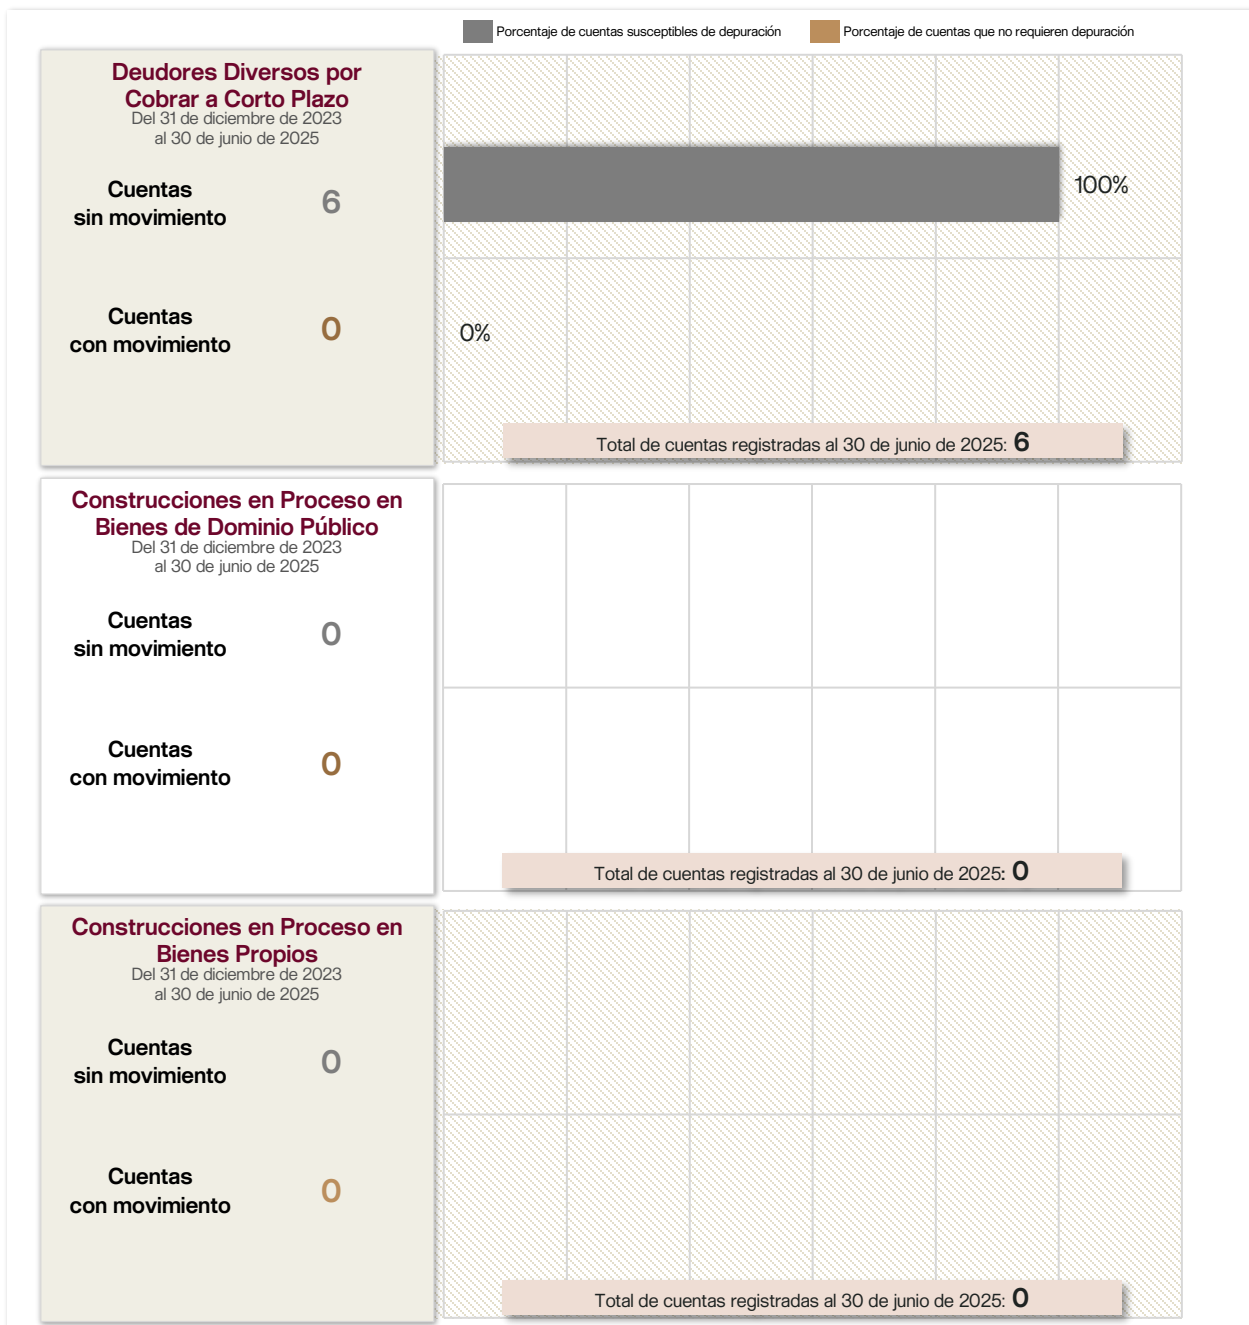 Porcentaje de cuentas susceptibles de depuración
Porcentaje de cuentas que no requieren depuración
Deudores Diversos por
Cobrar a Corto Plazo
Del 31 de diciembre de 2023
al 30 de junio de 2025
Cuentas
sin movimiento
6
100%
Cuentas
con movimiento
0
0%
Total de cuentas registradas al 30 de junio de 2025: 6
Construcciones en Proceso en
Bienes de Dominio Público
Del 31 de diciembre de 2023
al 30 de junio de 2025
Cuentas
sin movimiento
0
Cuentas
con movimiento
0
Total de cuentas registradas al 30 de junio de 2025: 0
Construcciones en Proceso en
Bienes Propios
Del 31 de diciembre de 2023
al 30 de junio de 2025
Cuentas
sin movimiento
0
Cuentas
con movimiento
0
Total de cuentas registradas al 30 de junio de 2025: 0